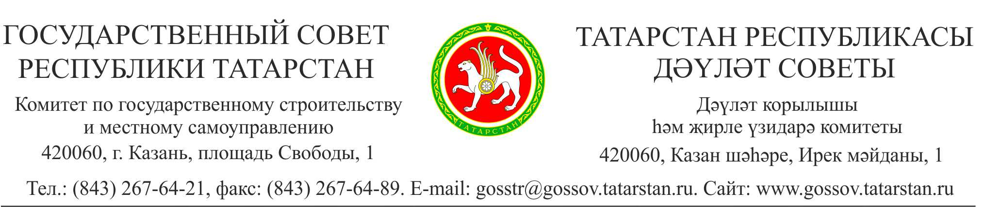 ГОСУДАРСТВЕННЫЙ СОВЕТ
РЕСПУБЛИКИ ТАТАРСТАН
Комитет по государственному строительству
и местному самоуправлению
420060, г. Казань, площадь Свободы, 1
ТАТАРСТАН
ТАТАРСТАН РЕСПУБЛИКАСЫ
ДӘҮЛӘТ СОВЕТЫ
Дәүләт корылышы
һәм җирле үзидарә комитеты
420060, Казан шәһәре, Ирек мәйданы, 1
Тел.: (843) 267-64-21, факс: (843) 267-64-89. E-mail: gosstr@gossov.tatarstan.ru. Сайт: www.gossov.tatarstan.ru